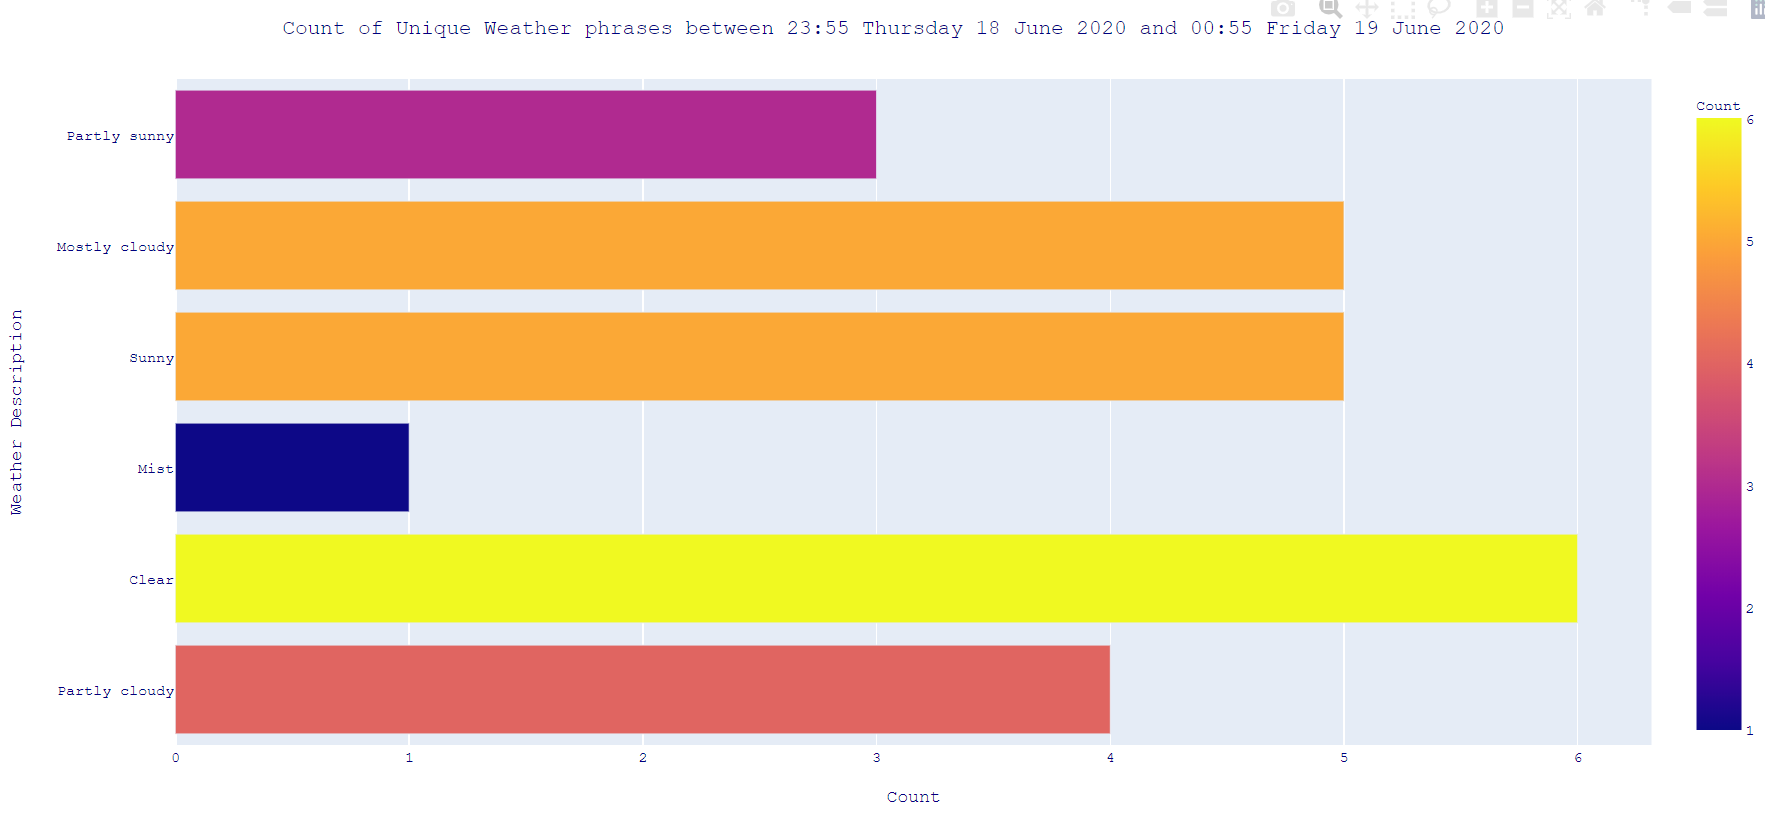 Count of Unique Weather phrases between 23:55 Thursday 18 June 2020 and 00:55 Friday 19 June 2020
Weather Description
Partly sunny
Mostly cloudy
Sunny
Mist
Clear
Partly cloudy
0 1 2 3 4 5 6
Count
Count
6
5
4
3
2
1